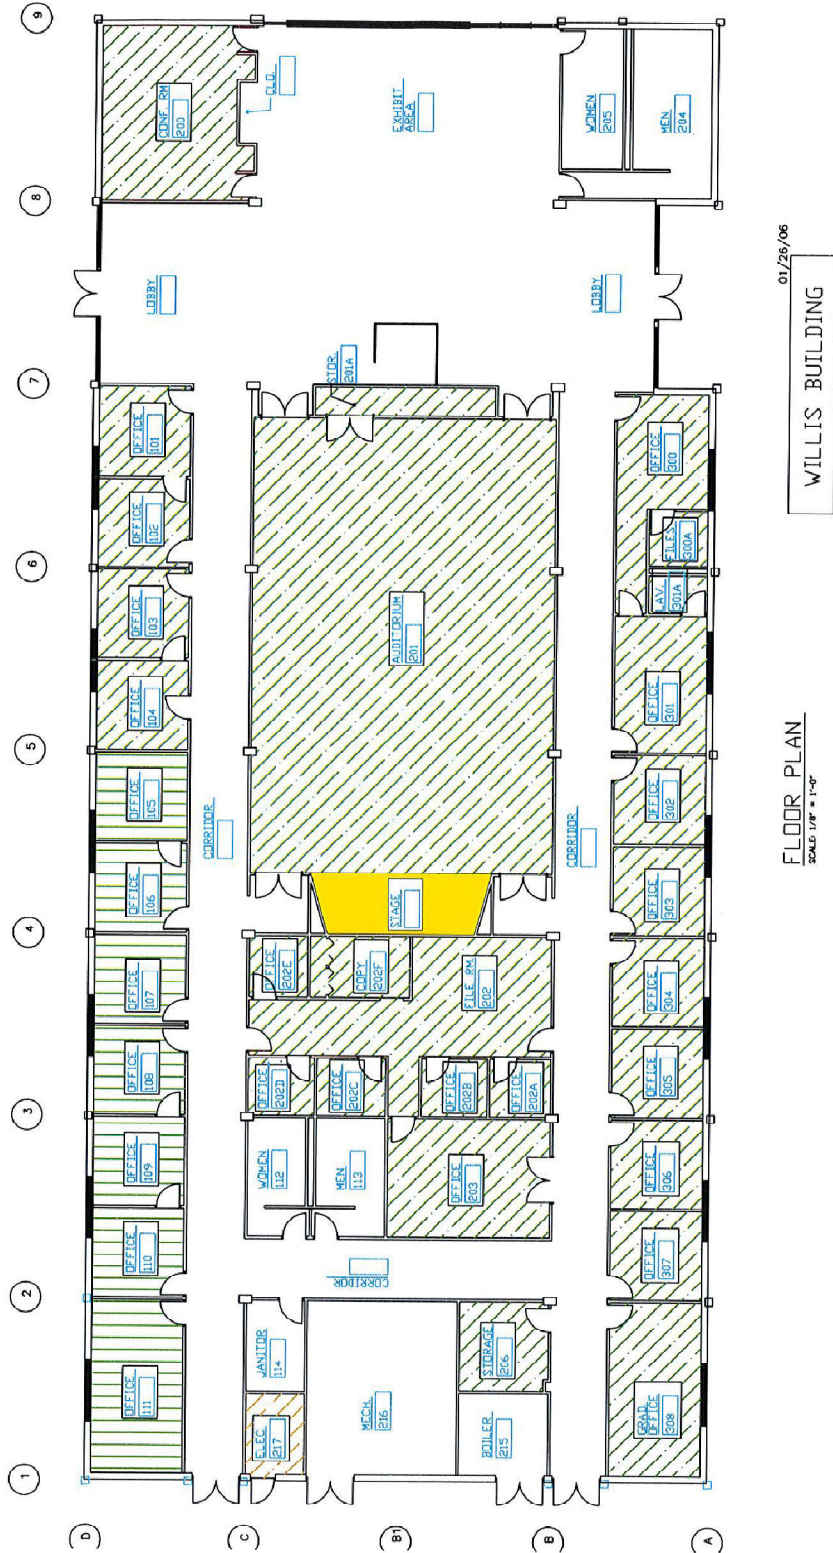 9
8
7
6
5
4
3
2
1
D
C
B1
B
A
CONF. RM
200
CLO.
EXHIBIT
AREA
WOMEN
205
MEN
204
LOBBY
LOBBY
STOR.
201A
OFFICE
101
OFFICE
102
OFFICE
103
OFFICE
104
OFFICE
105
OFFICE
106
OFFICE
107
OFFICE
108
OFFICE
109
OFFICE
110
OFFICE
111
CORRIDOR
AUDITORIUM
201
CORRIDOR
STAGE
OFFICE
202E
COPY
202F
FILE RM.
202
OFFICE
202D
OFFICE
202C
OFFICE
202B
OFFICE
202A
WOMEN
112
MEN
113
OFFICE
203
CORRIDOR
JANITOR
114
ELEC.
217
MECH.
216
STORAGE
206
BOILER
215
OFFICE
300
FILES
300A
LAV.
301A
OFFICE
301
OFFICE
302
OFFICE
303
OFFICE
304
OFFICE
305
OFFICE
306
OFFICE
307
GRAD.
OFFICE
308
FLOOR PLAN
SCALE: 1/8" = 1'-0"
01/26/06
WILLIS BUILDING